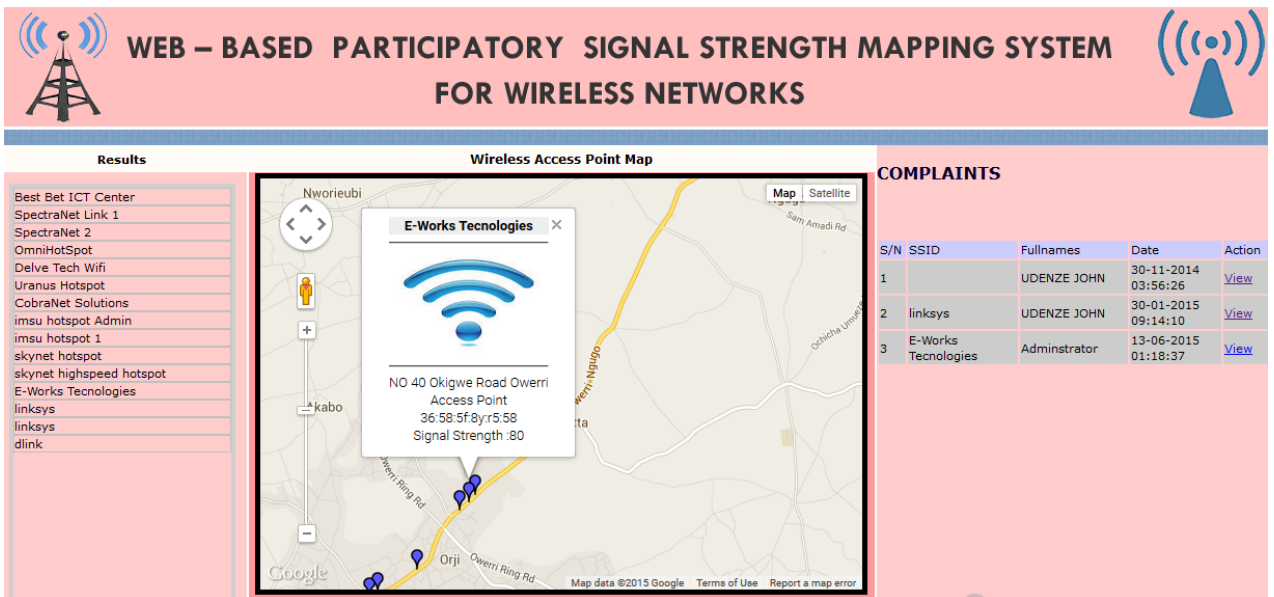 WEB – BASED PARTICIPATORY SIGNAL STRENGTH MAPPING SYSTEM
FOR WIRELESS NETWORKS
Results
Best Bet ICT Center
SpectraNet Link 1
SpectraNet 2
OmniHotSpot
Delve Tech Wifi
Uranus Hotspot
CobraNet Solutions
imsu hotspot Admin
imsu hotspot 1
skynet hotspot
skynet highspeed hotspot
E-Works Tecnologies
linksys
linksys
dlink
Wireless Access Point Map
Nworieubi
Map Satellite
Sam Amadi Rd
E-Works Tecnologies
NO 40 Okigwe Road Owerri
Access Point
36:58:5f:8y:r5:58
Signal Strength :80
Akabo
Owerri Ring Rd
Orji
Owerri Ring Rd
Google
Map data ©2015 Google Terms of Use Report a map error
COMPLAINTS
S/N SSID Fullnames Date Action
1 UDENZE JOHN 30-11-2014 03:56:26 View
2 linksys UDENZE JOHN 30-01-2015 09:14:10 View
3 E-Works Tecnologies Adminstrator 13-06-2015 01:18:37 View